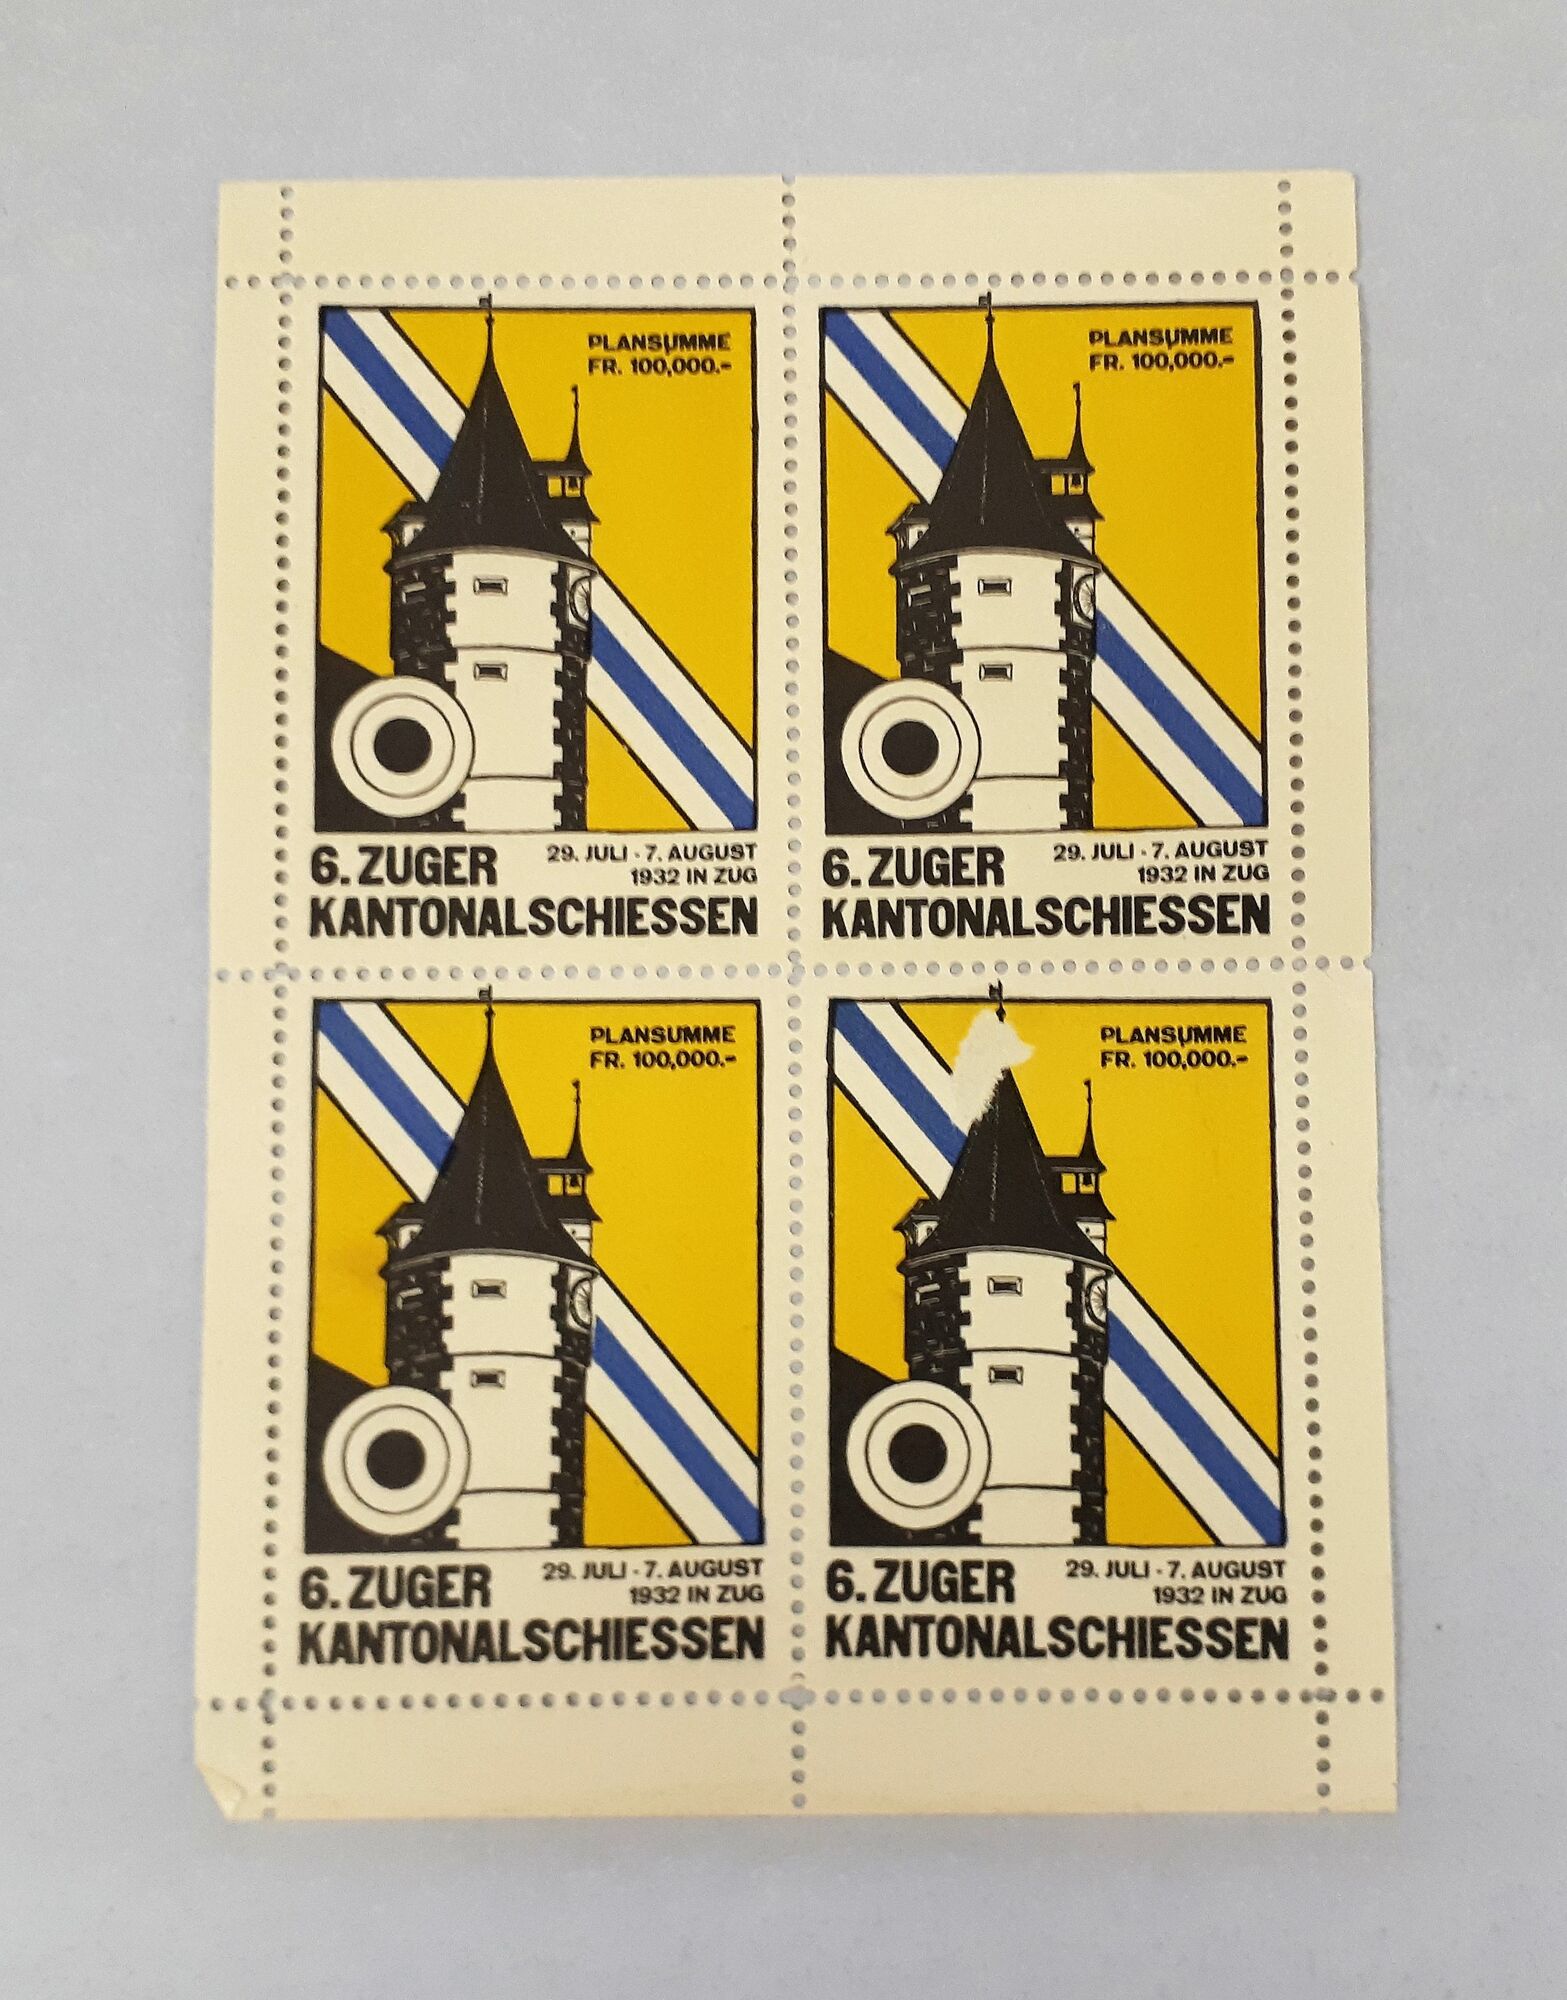 PLANSUMME
FR. 100,000.-
6. ZUGER
29. JULI - 7. AUGUST
1932 IN ZUG
KANTONALSCHIESSEN
PLANSUMME
FR. 100,000.-
6. ZUGER
29. JULI - 7. AUGUST
1932 IN ZUG
KANTONALSCHIESSEN
PLANSUMME
FR. 100,000.-
6. ZUGER
29. JULI - 7. AUGUST
1932 IN ZUG
KANTONALSCHIESSEN
PLANSUMME
FR. 100,000.-
6. ZUGER
29. JULI - 7. AUGUST
1932 IN ZUG
KANTONALSCHIESSEN